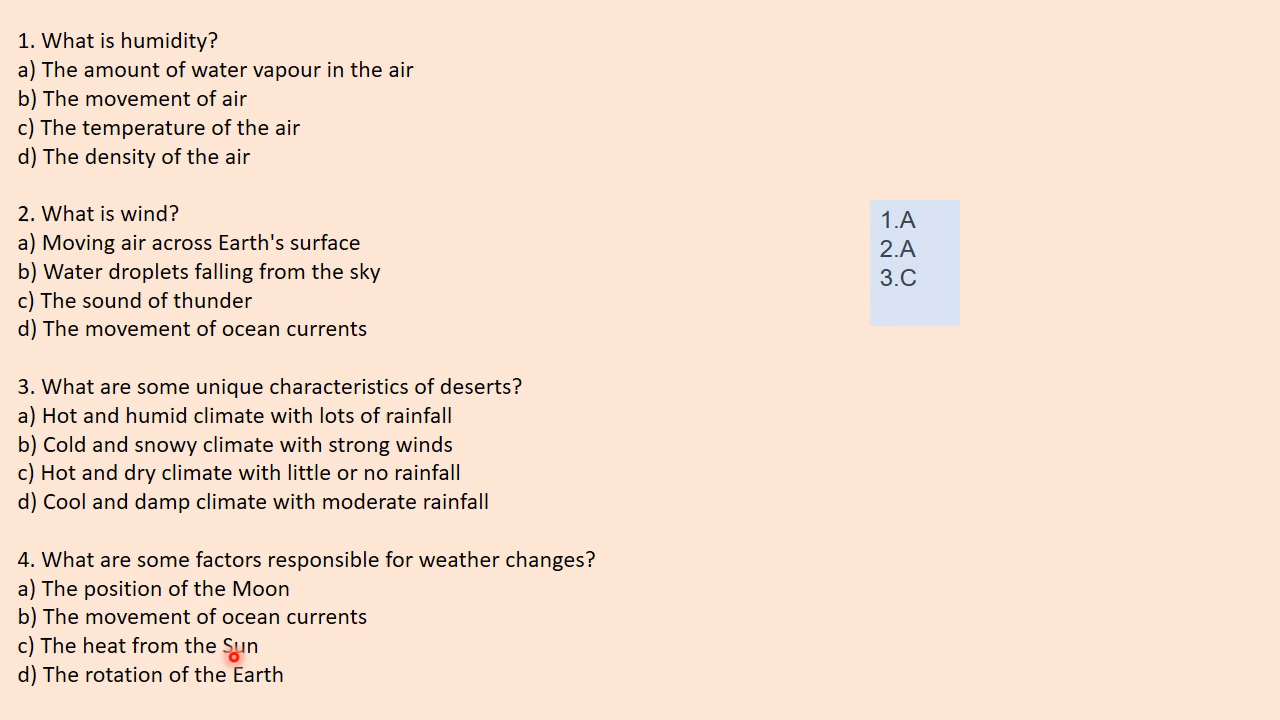 1. What is humidity?
a) The amount of water vapour in the air
b) The movement of air
c) The temperature of the air
d) The density of the air
2. What is wind?
a) Moving air across Earth's surface
b) Water droplets falling from the sky
c) The sound of thunder
d) The movement of ocean currents
3. What are some unique characteristics of deserts?
a) Hot and humid climate with lots of rainfall
b) Cold and snowy climate with strong winds
c) Hot and dry climate with little or no rainfall
d) Cool and damp climate with moderate rainfall
4. What are some factors responsible for weather changes?
a) The position of the Moon
b) The movement of ocean currents
c) The heat from the Sun
d) The rotation of the Earth
1.A
2.A
3.C